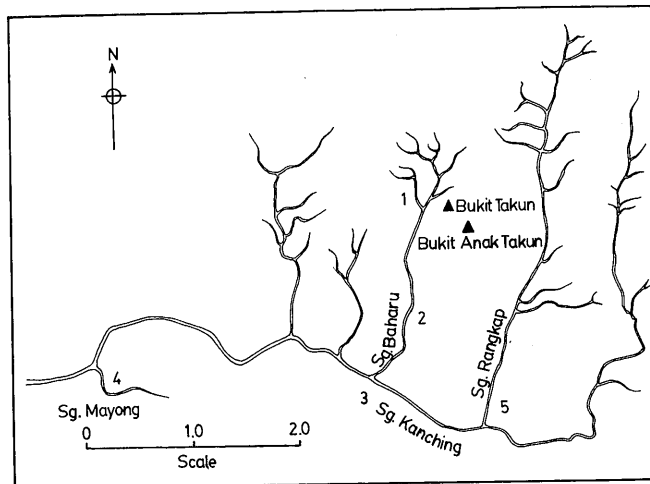 N
1
Bukit Takun
Bukit Anak Takun
2
Sg. Baharu
Sg. Rangkap
4
Sg. Mayong
3
Sg. Kanching
5
0 1.0 2.0
Scale